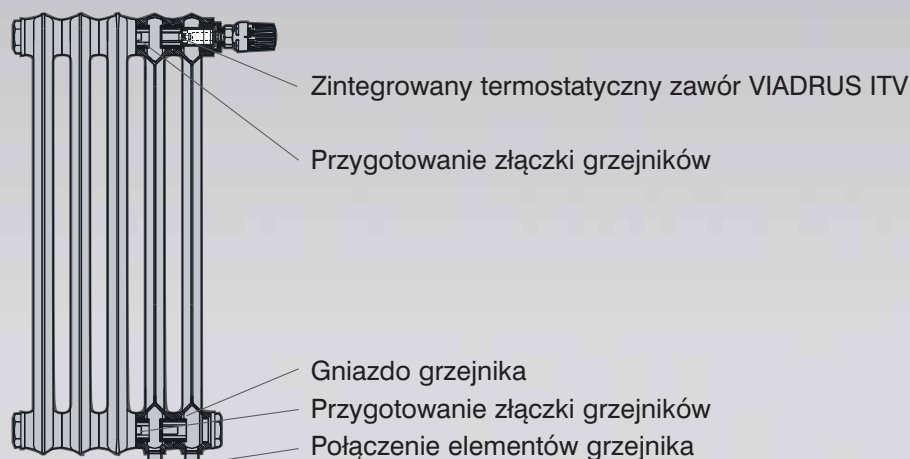 Zintegrowany termostatyczny zawór VIADRUS ITV
Przygotowanie złączki grzejników
Gniazdo grzejnika
Przygotowanie złączki grzejników
Połączenie elementów grzejnika